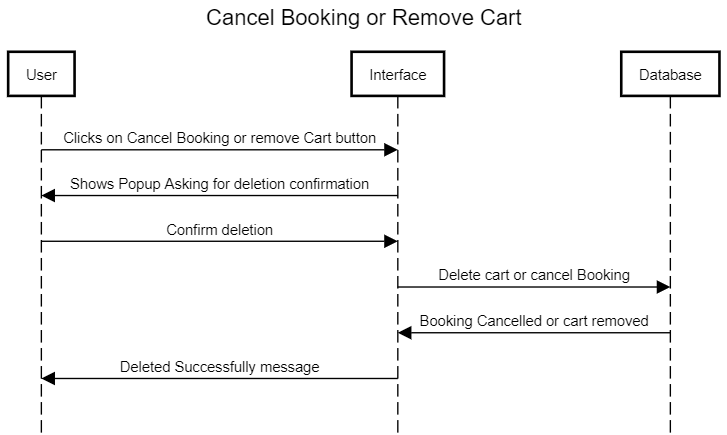 Cancel Booking or Remove Cart
User
Interface
Database
Clicks on Cancel Booking or remove Cart button
Shows Popup Asking for deletion confirmation
Confirm deletion
Delete cart or cancel Booking
Booking Cancelled or cart removed
Deleted Successfully message